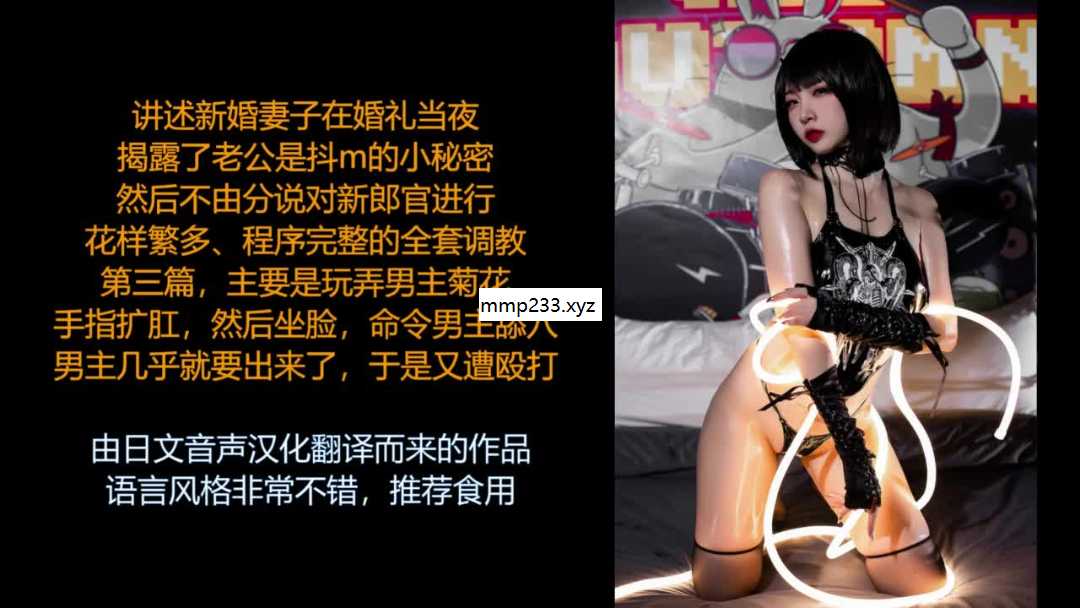 讲述新婚妻子在婚礼当夜
揭露了老公是抖m的小秘密
然后不由分说对新郎官进行
花样繁多、程序完整的全套调教
第三篇，主要是玩弄男主菊花
mmp233.xyz
手指扩肛，然后坐脸，命令男主舔入
男主几乎就要出来了，于是又遭殴打
由日文音声汉化翻译而来的作品
语言风格非常不错，推荐食用